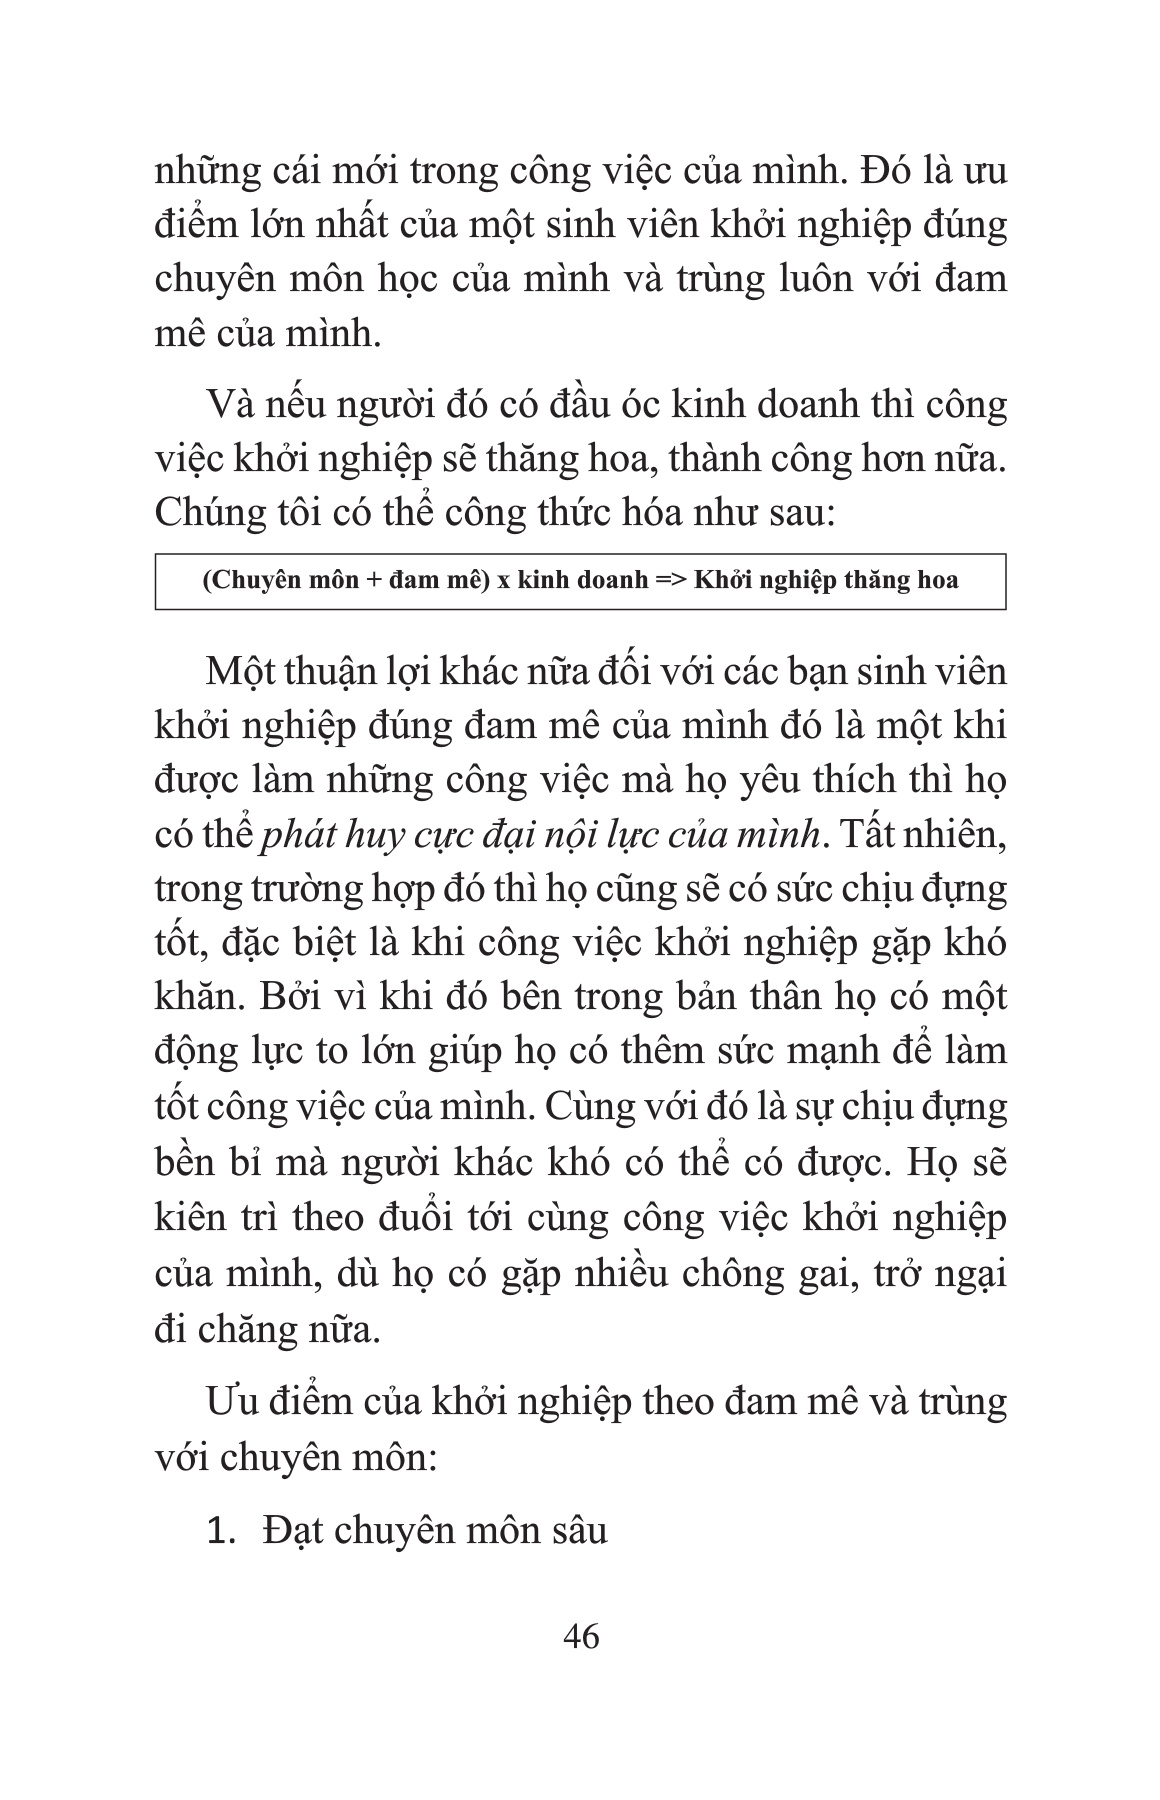 những cái mới trong công việc của mình. Đó là ưu
điểm lớn nhất của một sinh viên khởi nghiệp đúng
chuyên môn học của mình và trùng luôn với đam
mê của mình.
Và nếu người đó có đầu óc kinh doanh thì công
việc khởi nghiệp sẽ thăng hoa, thành công hơn nữa.
Chúng tôi có thể công thức hóa như sau:
(Chuyên môn + đam mê) x kinh doanh => Khởi nghiệp thăng hoa
Một thuận lợi khác nữa đối với các bạn sinh viên
khởi nghiệp đúng đam mê của mình đó là một khi
được làm những công việc mà họ yêu thích thì họ
có thể phát huy cực đại nội lực của mình. Tất nhiên,
trong trường hợp đó thì họ cũng sẽ có sức chịu đựng
tốt, đặc biệt là khi công việc khởi nghiệp gặp khó
khăn. Bởi vì khi đó bên trong bản thân họ có một
động lực to lớn giúp họ có thêm sức mạnh để làm
tốt công việc của mình. Cùng với đó là sự chịu đựng
bền bỉ mà người khác khó có thể có được. Họ sẽ
kiên trì theo đuổi tới cùng công việc khởi nghiệp
của mình, dù họ có gặp nhiều chông gai, trở ngại
đi chăng nữa.
Ưu điểm của khởi nghiệp theo đam mê và trùng
với chuyên môn:
1. Đạt chuyên môn sâu
46